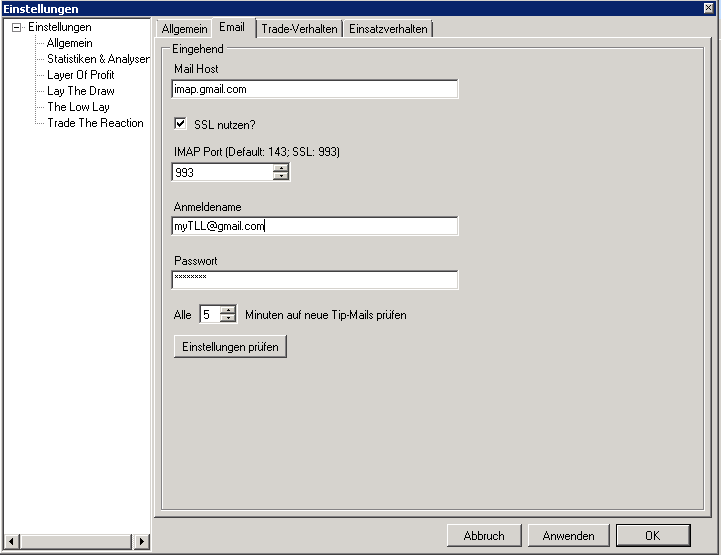 Einstellungen
Einstellungen
Allgemein
Statistiken & Analysen
Layer Of Profit
Lay The Draw
The Low Lay
Trade The Reaction
Allgemein
Email
Trade-Verhalten
Einsatzverhalten
Eingehend
Mail Host
imap.gmail.com
SSL nutzen?
IMAP Port (Default: 143; SSL: 993)
993
Anmeldename
myTLL@gmail.com
Passwort
********
Alle 5 Minuten auf neue Tip-Mails prüfen
Einstellungen prüfen
Abbruch
Anwenden
OK